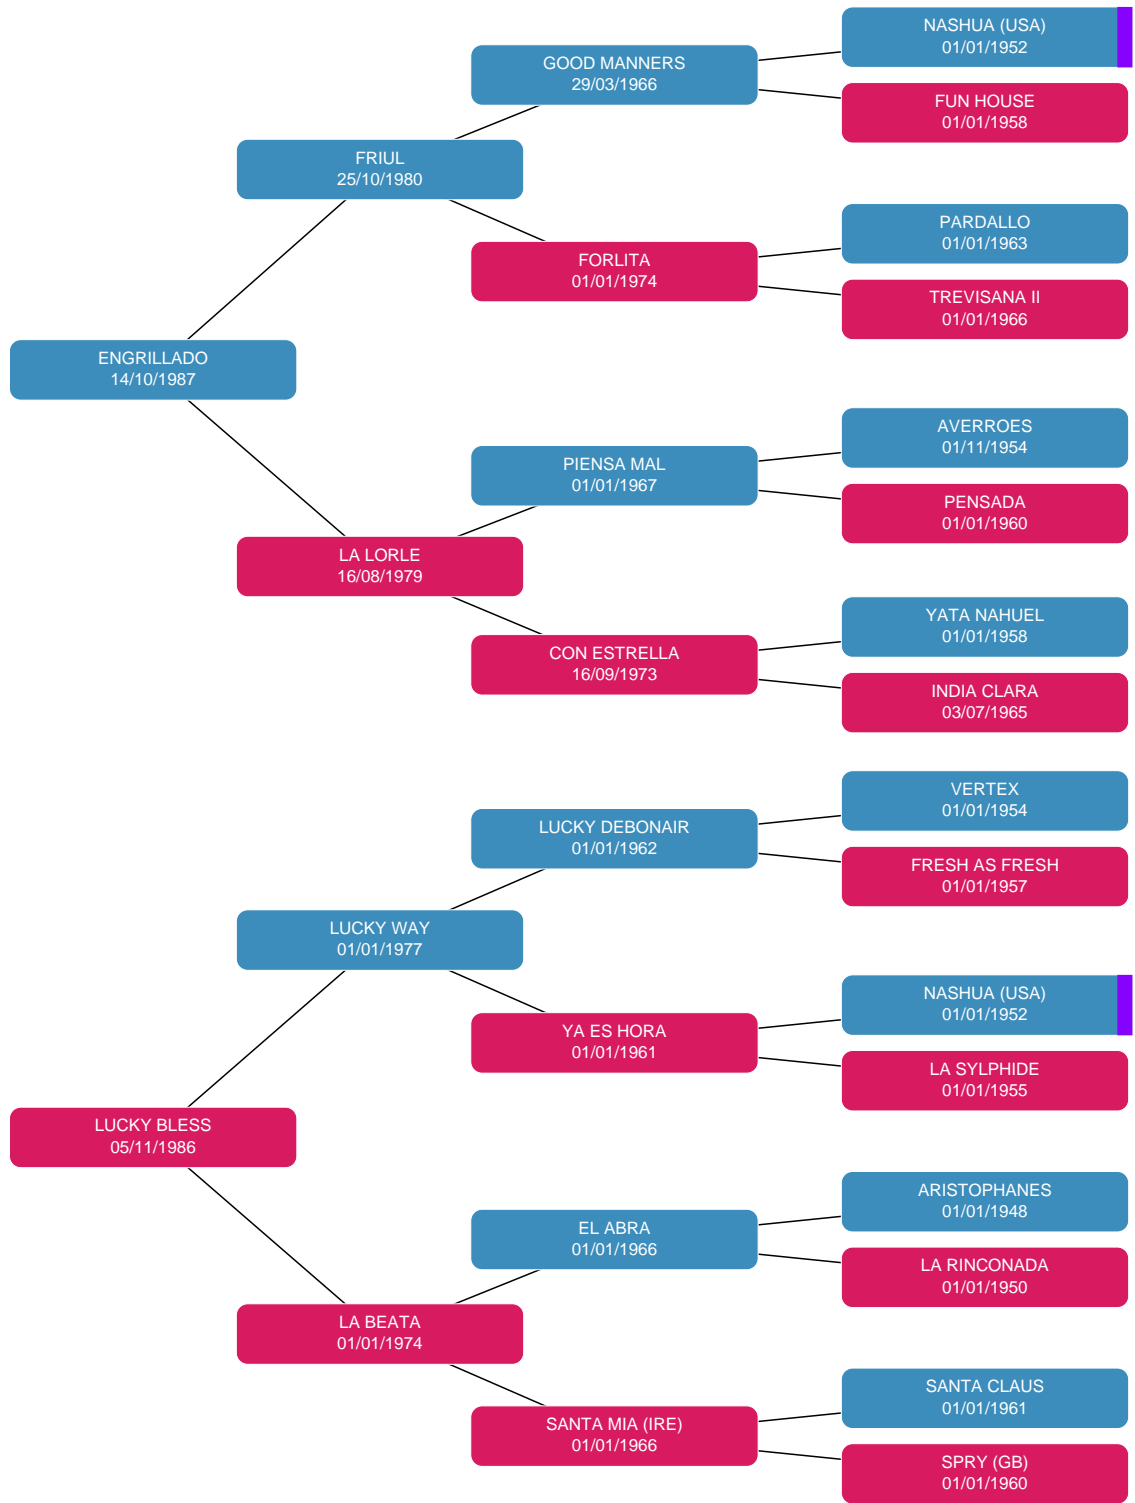 NASHUA (USA)
01/01/1952
GOOD MANNERS
29/03/1966
FUN HOUSE
01/01/1958
FRIUL
25/10/1980
PARDALLO
01/01/1963
FORLITA
01/01/1974
TREVISANA II
01/01/1966
ENGRILLADO
14/10/1987
AVERROES
01/11/1954
PIENSA MAL
01/01/1967
PENSADA
01/01/1960
LA LORLE
16/08/1979
YATA NAHUEL
01/01/1958
CON ESTRELLA
16/09/1973
INDIA CLARA
03/07/1965
VERTEX
01/01/1954
LUCKY DEBONAIR
01/01/1962
FRESH AS FRESH
01/01/1957
LUCKY WAY
01/01/1977
NASHUA (USA)
01/01/1952
YA ES HORA
01/01/1961
LA SYLPHIDE
01/01/1955
LUCKY BLESS
05/11/1986
ARISTOPHANES
01/01/1948
EL ABRA
01/01/1966
LA RINCONADA
01/01/1950
LA BEATA
01/01/1974
SANTA CLAUS
01/01/1961
SANTA MIA (IRE)
01/01/1966
SPRY (GB)
01/01/1960